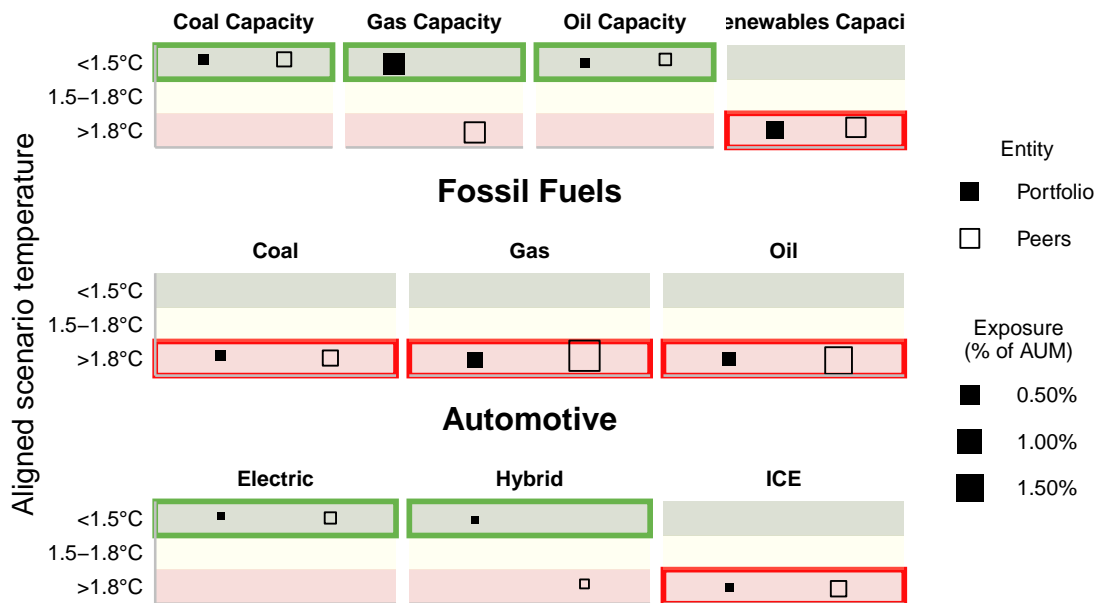 Coal Capacity Gas Capacity Oil Capacity enewables Capaci
<1.5°C
1.5–1.8°C
>1.8°C
Aligned scenario temperature
Fossil Fuels
Coal Gas Oil
<1.5°C
1.5–1.8°C
>1.8°C
Automotive
Electric Hybrid ICE
<1.5°C
1.5–1.8°C
>1.8°C
Entity
Portfolio
Peers
Exposure
(% of AUM)
0.50%
1.00%
1.50%